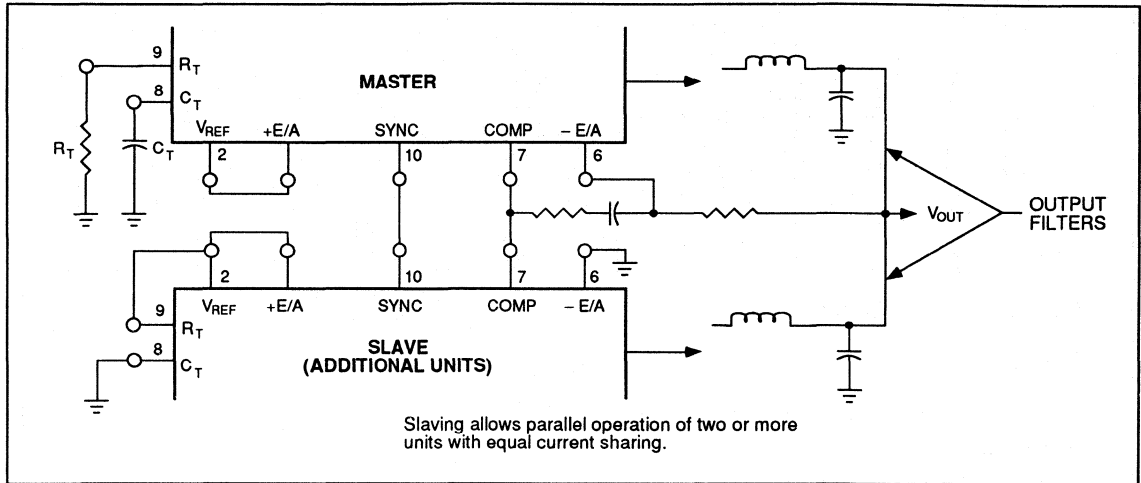 9
R_T
MASTER
8
C_T
V_REF +E/A SYNC COMP – E/A
R_T
C_T
2 10 7 6
V_OUT
OUTPUT
FILTERS
2 10 7 6
V_REF +E/A SYNC COMP – E/A
9
R_T
SLAVE
(ADDITIONAL UNITS)
8
C_T
Slaving allows parallel operation of two or more
units with equal current sharing.